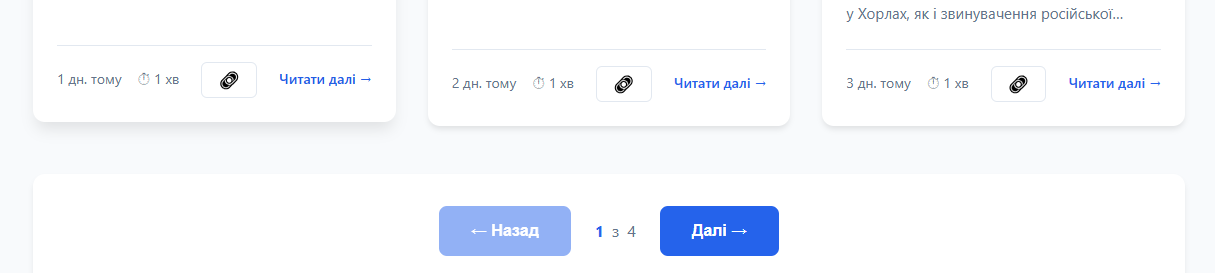 у Хорлах, як і звинувачення російської...
1 дн. тому 1 хв Читати далі →
2 дн. тому 1 хв Читати далі →
3 дн. тому 1 хв Читати далі →
← Назад 1 з 4 Далі →